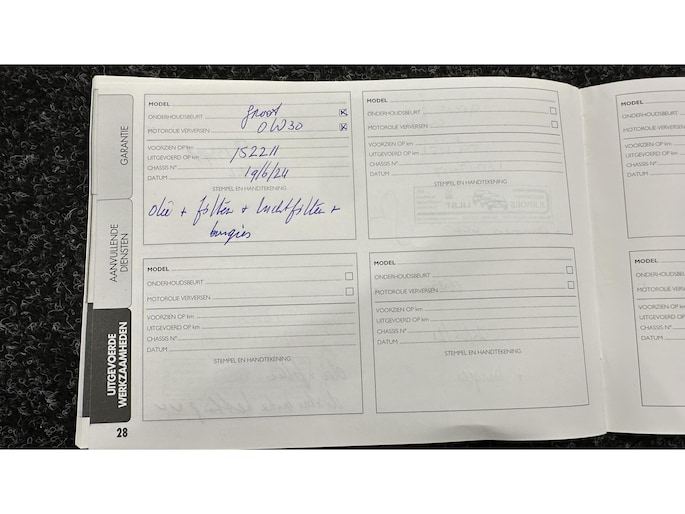 GARANTIE
AANVULLENDE
DIENSTEN
UITGEVOERDE
WERKZAAMHEDEN
28
MODEL
ONDERHOUDSBEURT groot
MOTOROLIE VERVERSEN 0W30
VOORZIEN OP km
UITGEVOERD OP km 152211
CHASSIS N°
DATUM 19/6/24
STEMPEL EN HANDTEKENING
Olie + filter + luchtfilter +
bougies
MODEL
ONDERHOUDSBEURT
MOTOROLIE VERVERSEN
VOORZIEN OP km
UITGEVOERD OP km
CHASSIS N°
DATUM
STEMPEL EN HANDTEKENING
MODEL
ONDERHOUDSBEURT
MOTOROLIE VERVERSEN
VOORZIEN OP km
UITGEVOERD OP km
CHASSIS N°
DATUM
STEMPEL EN HANDTEKENING
MODEL
ONDERHOUDSBEURT
MOTOROLIE VERVERSEN
VOORZIEN OP km
UITGEVOERD OP km
CHASSIS N°
DATUM
STEMPEL EN HANDTEKENING
MODEL
ONDERHOUDSBEURT
MOTOROLIE VERVERSEN
VOORZIEN OP km
UITGEVOERD OP
CHASSIS N°
DATUM
MODEL
ONDERHOUDSBEU
MOTOROLIE VERV
VOORZIEN OP km
UITGEVOERD OP k
CHASSIS N°
DATUM